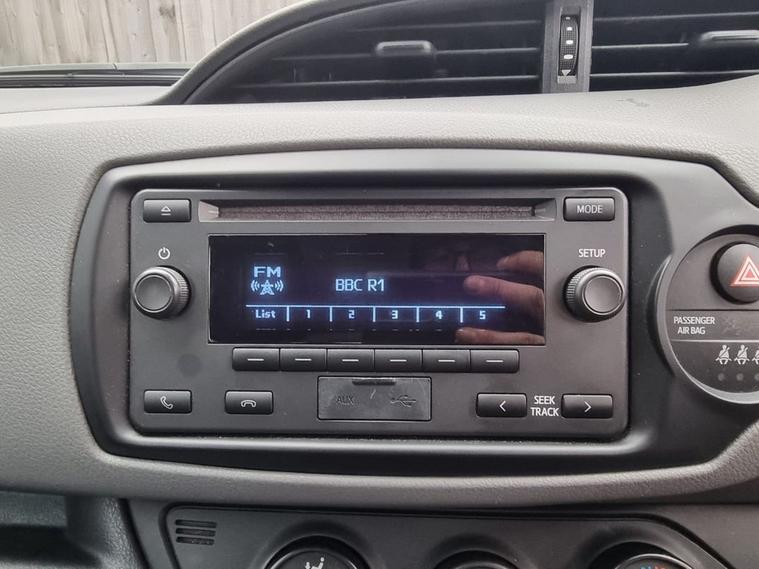 MODE
SETUP
FM
BBC R1
List 1 2 3 4 5
AUX
SEEK
TRACK
PASSENGER
AIR BAG